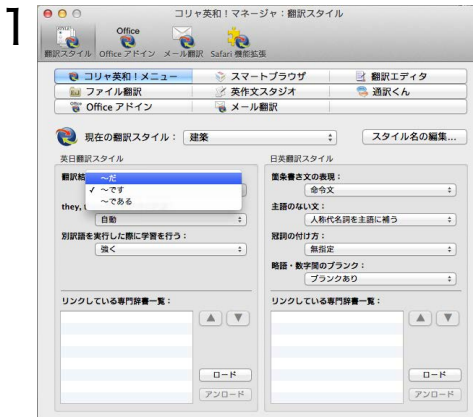 1
コリャ英和！マネージャ：翻訳スタイル
Office
翻訳スタイル Office アドイン メール翻訳 Safari 機能拡張
コリャ英和！メニュー スマートブラウザ 翻訳エディタ
ファイル翻訳 英作文スタジオ 通訳くん
Office アドイン メール翻訳
現在の翻訳スタイル： 建築 スタイル名の編集...
英日翻訳スタイル 日英翻訳スタイル
翻訳結 箇条書き文の表現：
～だ
✓ ～です 命令文
～である
they, 主語のない文：
自動 人称代名詞を主語に補う
別訳語を実行した際に学習を行う： 冠詞の付け方：
強く 無指定
略語・数字間のブランク：
ブランクあり
リンクしている専門辞書一覧： リンクしている専門辞書一覧：
▲ ▼ ▲ ▼
ロード ロード
アンロード アンロード